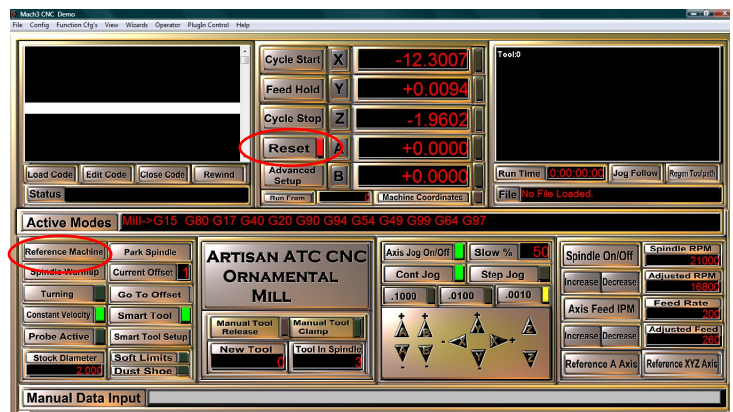 Mach3 CNC Demo
File Config Function Cfg's View Wizards Operator PlugIn Control Help
Cycle Start X -12.3007
Feed Hold Y +0.0094
Cycle Stop Z -1.9602
Reset A +0.0000
Advanced Setup B +0.0000
Run From 0 Machine Coordinates
Tool:0
Load Code Edit Code Close Code Rewind
Status
Run Time 0:00:00:00 Jog Follow Regen Toolpath
File No File Loaded.
Active Modes Mill->G15 G80 G17 G40 G20 G90 G94 G54 G49 G99 G64 G97
Reference Machine Park Spindle
Spindle Warmup Current Offset 1
Turning Go To Offset
Constant Velocity Smart Tool
Probe Active Smart Tool Setup
Stock Diameter Soft Limits
2.000 Dust Shoe
ARTISAN ATC CNC
ORNAMENTAL
MILL
Manual Tool Release Manual Tool Clamp
New Tool Tool In Spindle
0 3
Axis Jog On/Off Slow % 50
Cont Jog Step Jog
.1000 .0100 .0010
+ + + A
- X +
A B - Y Z
- -
Spindle On/Off Spindle RPM
21000
Increase Decrease Adjusted RPM
16800
Axis Feed IPM Feed Rate
200
Increase Decrease Adjusted Feed
260
Reference A Axis Reference XYZ Axis
Manual Data Input